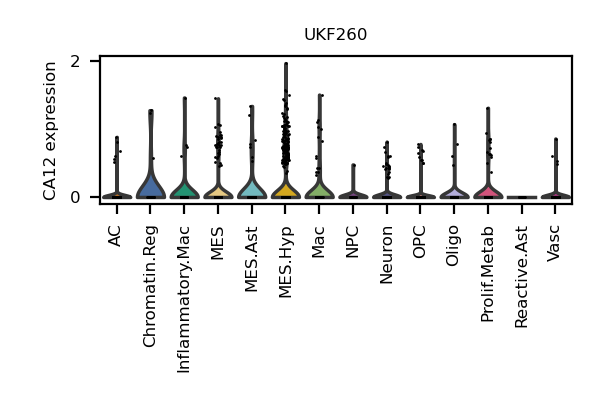 UKF260
CA12 expression
2
0
AC
Chromatin.Reg
Inflammatory.Mac
MES
MES.Ast
MES.Hyp
Mac
NPC
Neuron
OPC
Oligo
Prolif.Metab
Reactive.Ast
Vasc